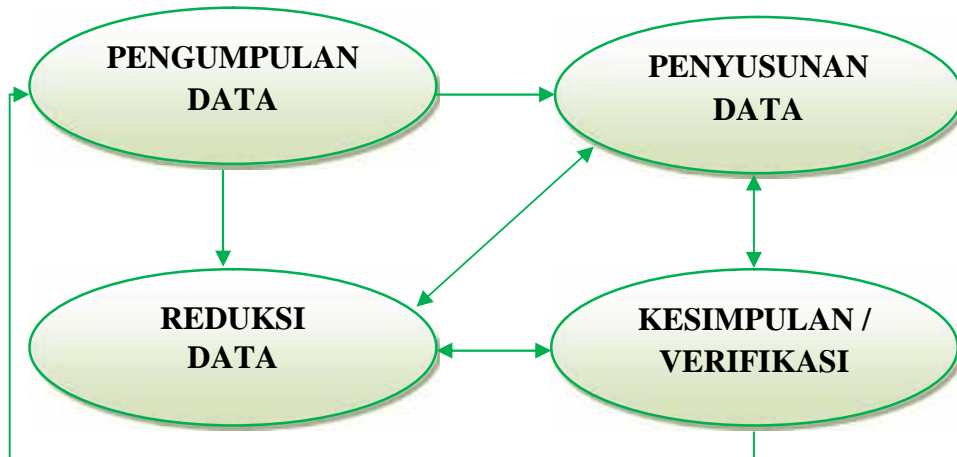 PENGUMPULAN
DATA
PENYUSUNAN
DATA
REDUKSI
DATA
KESIMPULAN /
VERIFIKASI